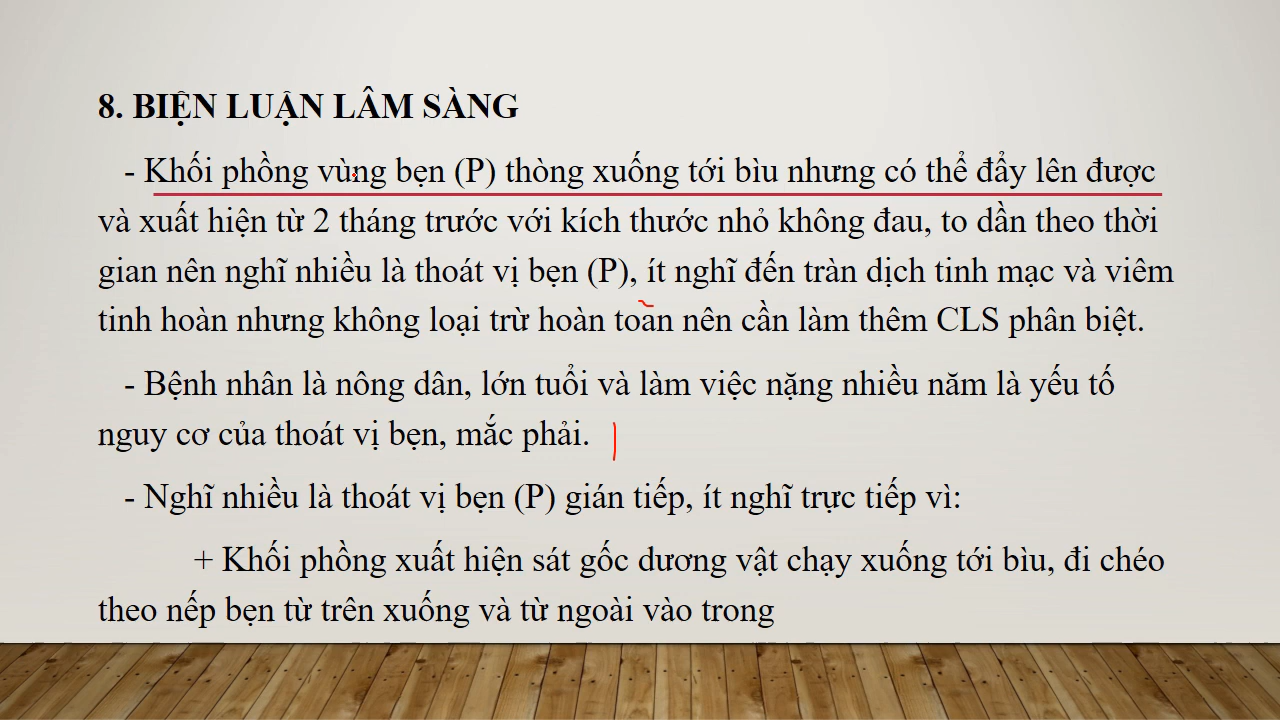 8. BIỆN LUẬN LÂM SÀNG
- Khối phồng vùng bẹn (P) thòng xuống tới bìu nhưng có thể đẩy lên được
và xuất hiện từ 2 tháng trước với kích thước nhỏ không đau, to dần theo thời
gian nên nghĩ nhiều là thoát vị bẹn (P), ít nghĩ đến tràn dịch tinh mạc và viêm
tinh hoàn nhưng không loại trừ hoàn toàn nên cần làm thêm CLS phân biệt.
- Bệnh nhân là nông dân, lớn tuổi và làm việc nặng nhiều năm là yếu tố
nguy cơ của thoát vị bẹn, mắc phải.
- Nghĩ nhiều là thoát vị bẹn (P) gián tiếp, ít nghĩ trực tiếp vì:
+ Khối phồng xuất hiện sát gốc dương vật chạy xuống tới bìu, đi chéo
theo nếp bẹn từ trên xuống và từ ngoài vào trong